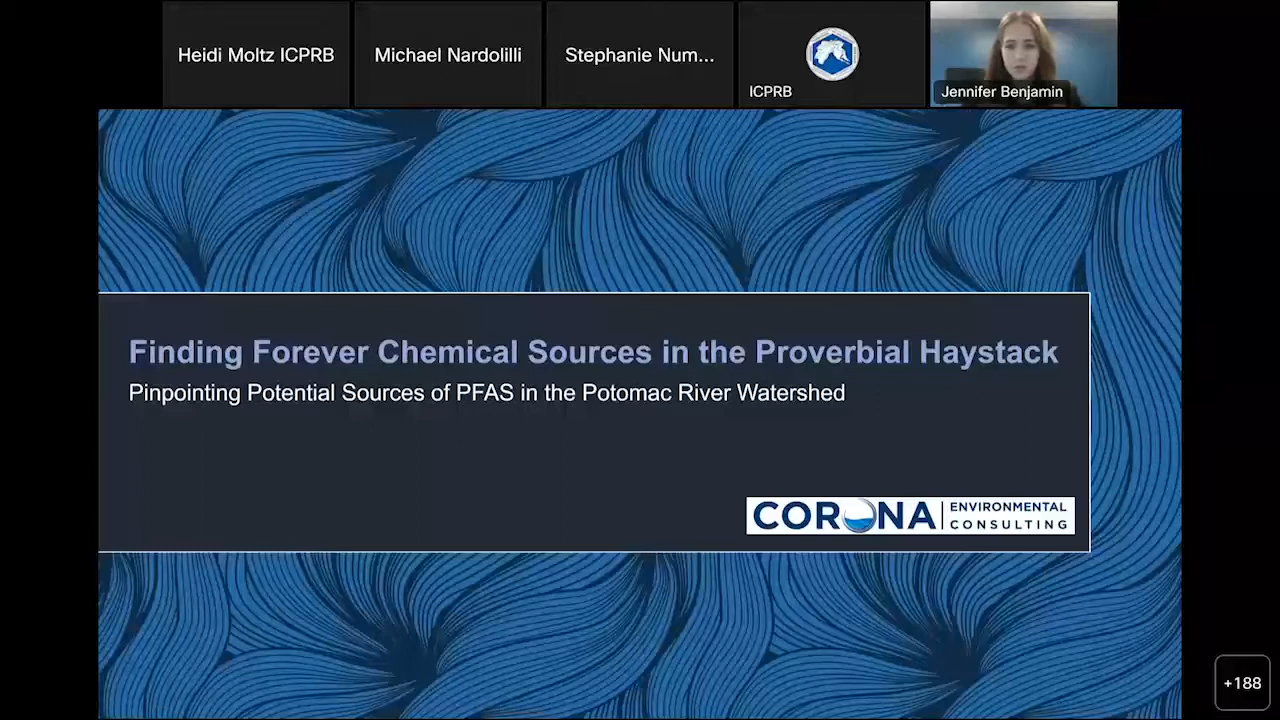 Heidi Moltz ICPRB
Michael Nardolilli
Stephanie Num...
ICPRB
Jennifer Benjamin
Finding Forever Chemical Sources in the Proverbial Haystack
Pinpointing Potential Sources of PFAS in the Potomac River Watershed
CORONA
ENVIRONMENTAL
CONSULTING
+188